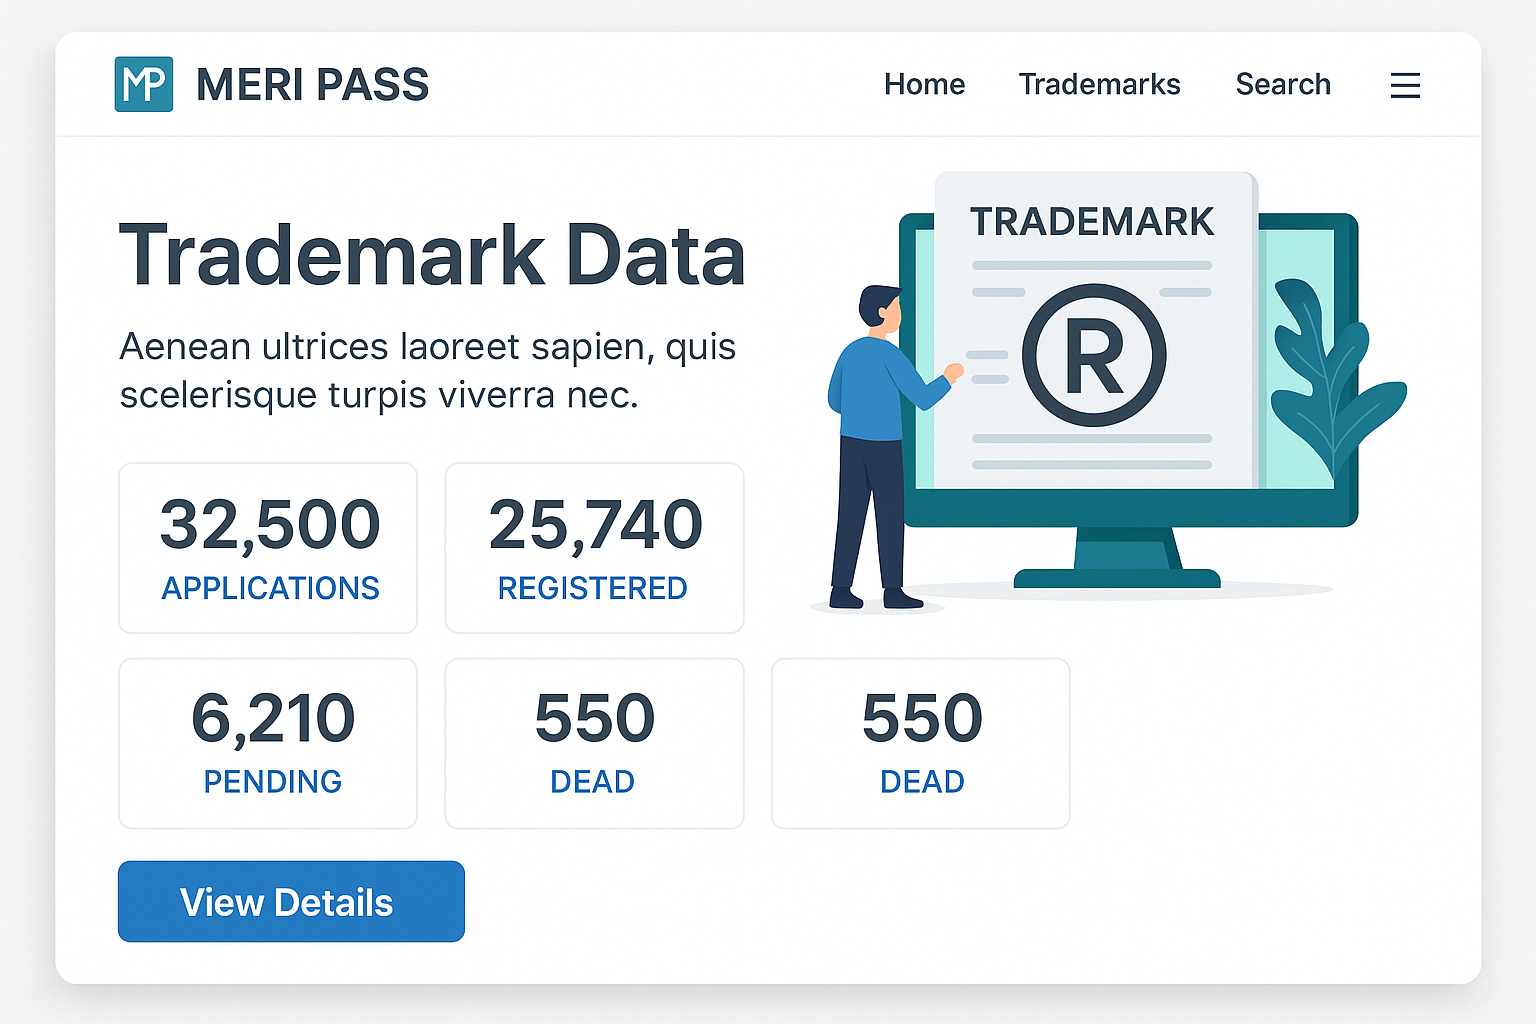 MP MERI PASS
Home Trademarks Search
Trademark Data
Aenean ultrices laoreet sapien, quis
scelerisque turpis viverra nec.
TRADEMARK
R
32,500
APPLICATIONS
25,740
REGISTERED
6,210
PENDING
550
DEAD
550
DEAD
View Details